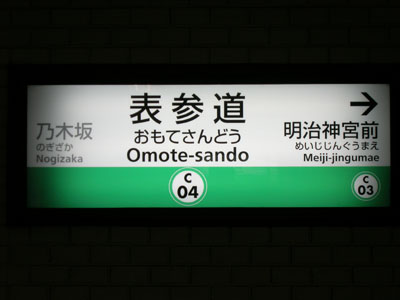 乃木坂
のぎざか
Nogizaka
表参道
おもてさんどう
Omote-sando
C
04
→
明治神宮前
めいじじんぐうまえ
Meiji-jingumae
C
03